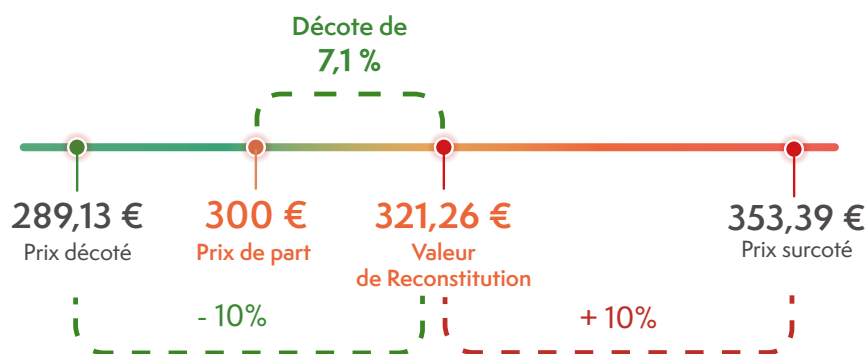 Décote de
7,1 %
289,13 €
Prix décoté
300 €
Prix de part
321,26 €
Valeur
de Reconstitution
353,39 €
Prix surcoté
- 10%
+ 10%